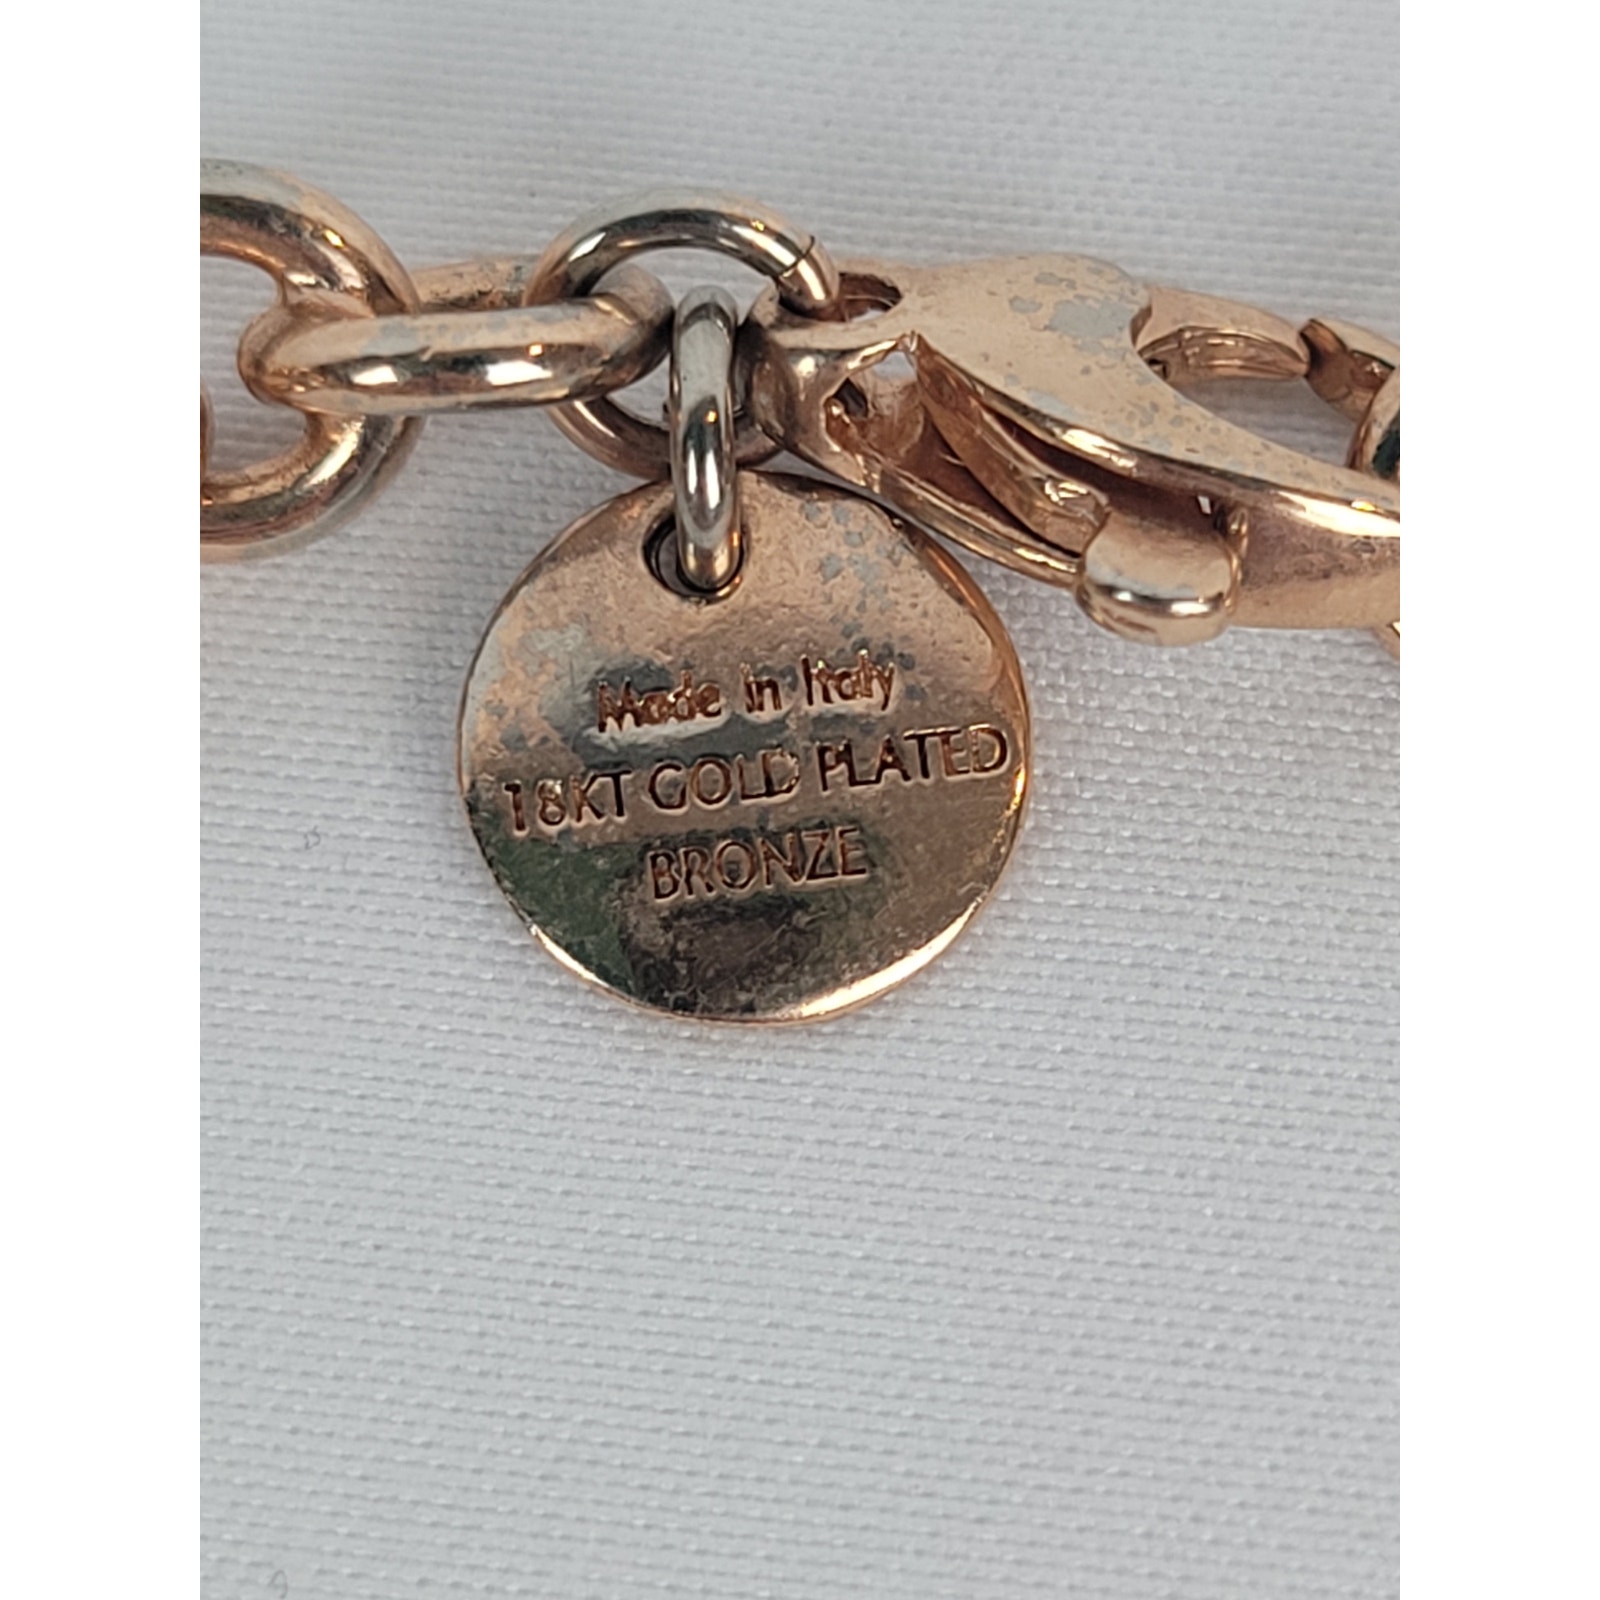 Made in Italy
18KT GOLD PLATED
BRONZE